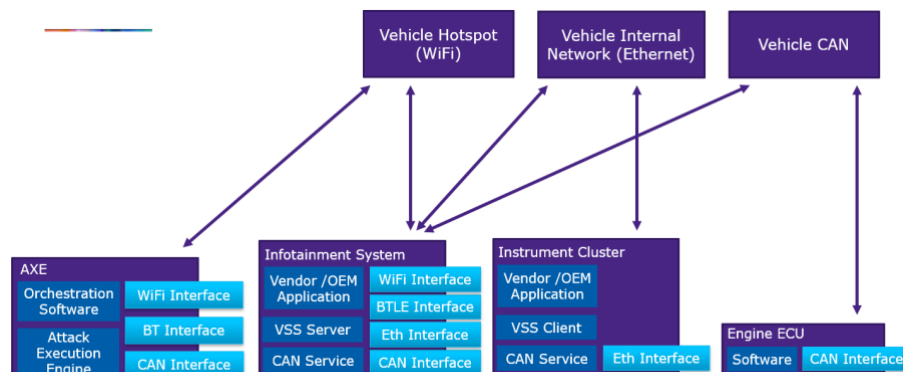 Vehicle Hotspot
(WiFi)
Vehicle Internal
Network (Ethernet)
Vehicle CAN
AXE
Orchestration
Software
Attack
Execution
Engine
WiFi Interface
BT Interface
CAN Interface
Infotainment System
Vendor /OEM
Application
VSS Server
CAN Service
WiFi Interface
BTLE Interface
Eth Interface
CAN Interface
Instrument Cluster
Vendor /OEM
Application
VSS Client
CAN Service
Eth Interface
Engine ECU
Software
CAN Interface